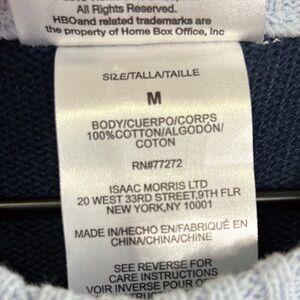 All Rights Reserved.
HBOand related trademarks are
the property of Home Box Office, Inc
SIZE/TALLA/TAILLE
M
BODY/CUERPO/CORPS
100%COTTON/ALGODÓN/
COTON
RN#77272
ISAAC MORRIS LTD
20 WEST 33RD STREET,9TH FLR
NEW YORK,NY 10001
MADE IN/HECHO EN/FABRIQUÉ EN
CHINA/CHINA/CHINE
SEE REVERSE FOR
CARE INSTRUCTIONS
VOIR INVERSE POUR